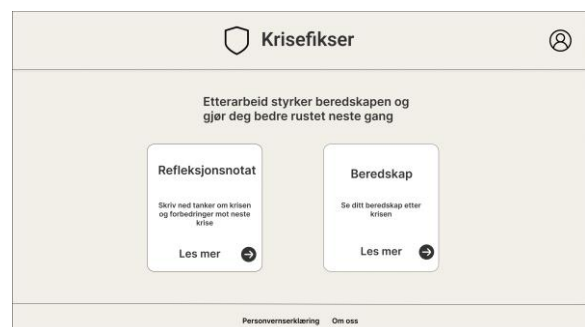 Krisefikser
Etterarbeid styrker beredskapen og
gjør deg bedre rustet neste gang
Refleksjonsnotat
Skriv ned tanker om krisen
og forbedringer mot neste
krise
Les mer
Beredskap
Se ditt beredskap etter
krisen
Les mer
Personvernserklæring Om oss